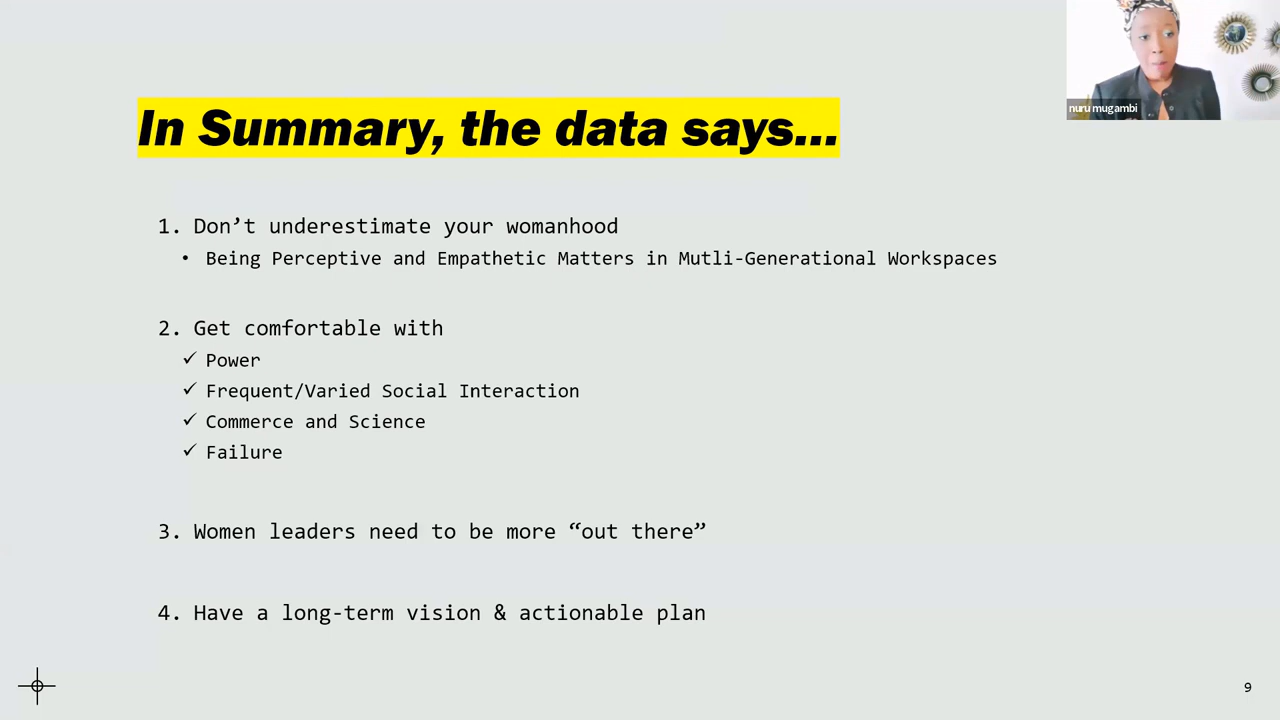 nuru mugambi
In Summary, the data says...
1. Don’t underestimate your womanhood
• Being Perceptive and Empathetic Matters in Mutli-Generational Workspaces
2. Get comfortable with
✓ Power
✓ Frequent/Varied Social Interaction
✓ Commerce and Science
✓ Failure
3. Women leaders need to be more “out there”
4. Have a long-term vision & actionable plan
9